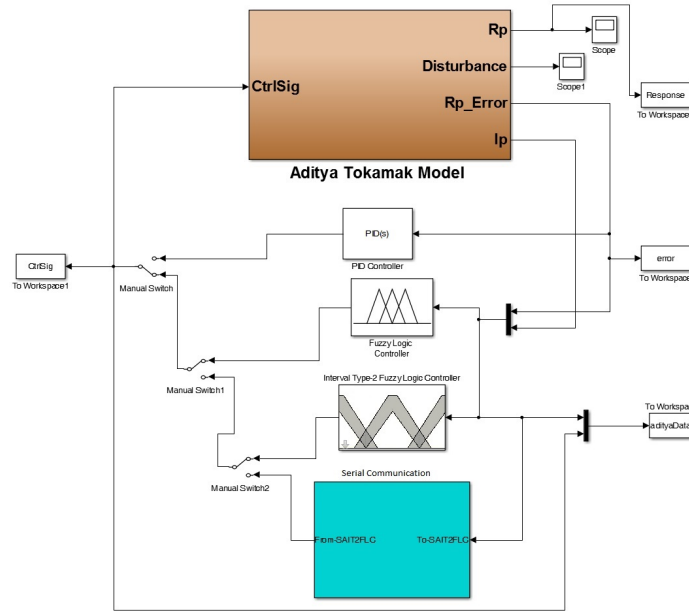 Rp
Scope
Disturbance
Scope1
CtrlSig
Rp_Error
Response
To Workspace
Ip
Aditya Tokamak Model
PID(s)
PID Controller
CtrlSig
To Workspace1
Manual Switch
error
To Workspace
Fuzzy Logic
Controller
Manual Switch1
Interval Type-2 Fuzzy Logic Controller
To Workspa
adityaData
Manual Switch2
Serial Communication
From-SAIT2FLC
To-SAIT2FLC